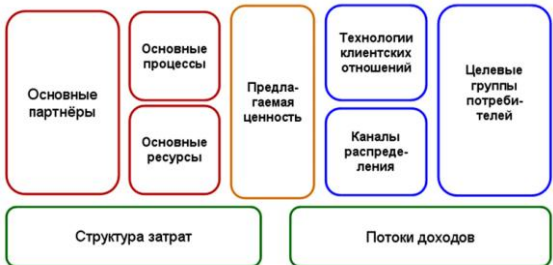 Основные
партнёры
Основные
процессы
Основные
ресурсы
Предла-
гаемая
ценность
Технологии
клиентских
отношений
Каналы
распреде-
ления
Целевые
группы
потреби-
телей
Структура затрат
Потоки доходов